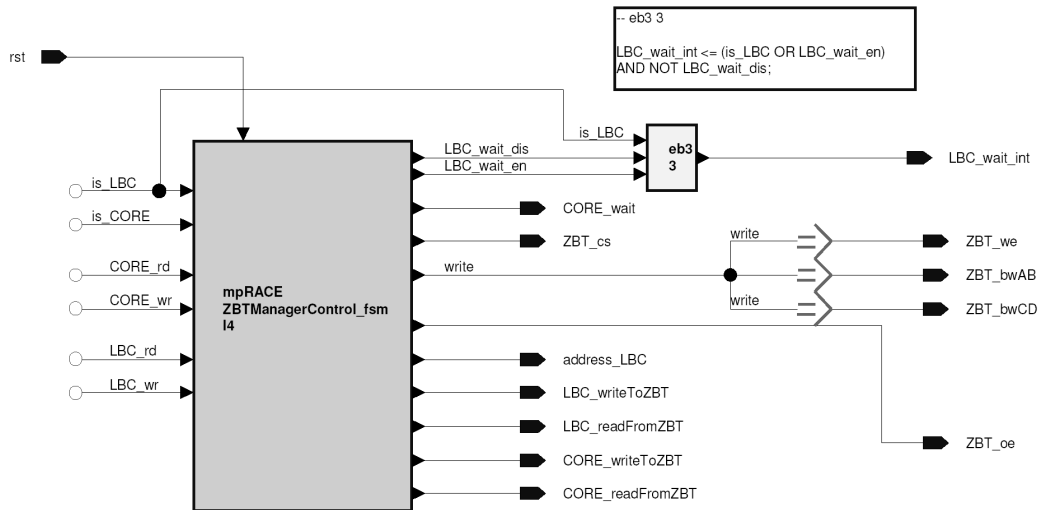 -- eb3 3
LBC_wait_int <= (is_LBC OR LBC_wait_en)
AND NOT LBC_wait_dis;
rst
is_LBC
LBC_wait_dis
LBC_wait_en
eb3
3
LBC_wait_int
is_LBC
is_CORE
CORE_wait
ZBT_cs
write
ZBT_we
CORE_rd
write
ZBT_bwAB
CORE_wr
write
ZBT_bwCD
mpRACE
ZBTManagerControl_fsm
I4
LBC_rd
address_LBC
LBC_wr
LBC_writeToZBT
LBC_readFromZBT
ZBT_oe
CORE_writeToZBT
CORE_readFromZBT